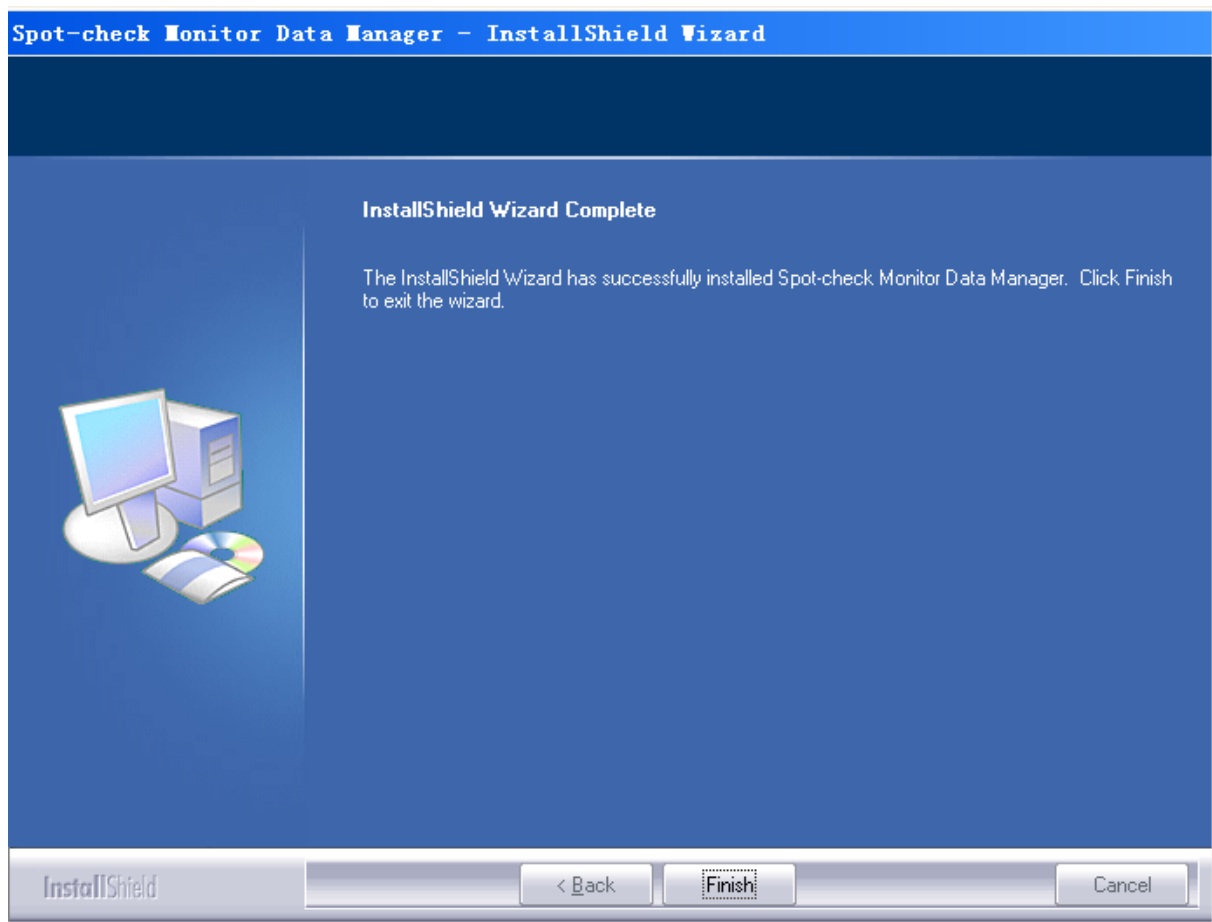 Spot-check Monitor Data Manager - InstallShield Wizard
InstallShield Wizard Complete
The InstallShield Wizard has successfully installed Spot-check Monitor Data Manager. Click Finish
to exit the wizard.
InstallShield
< Back
Finish
Cancel